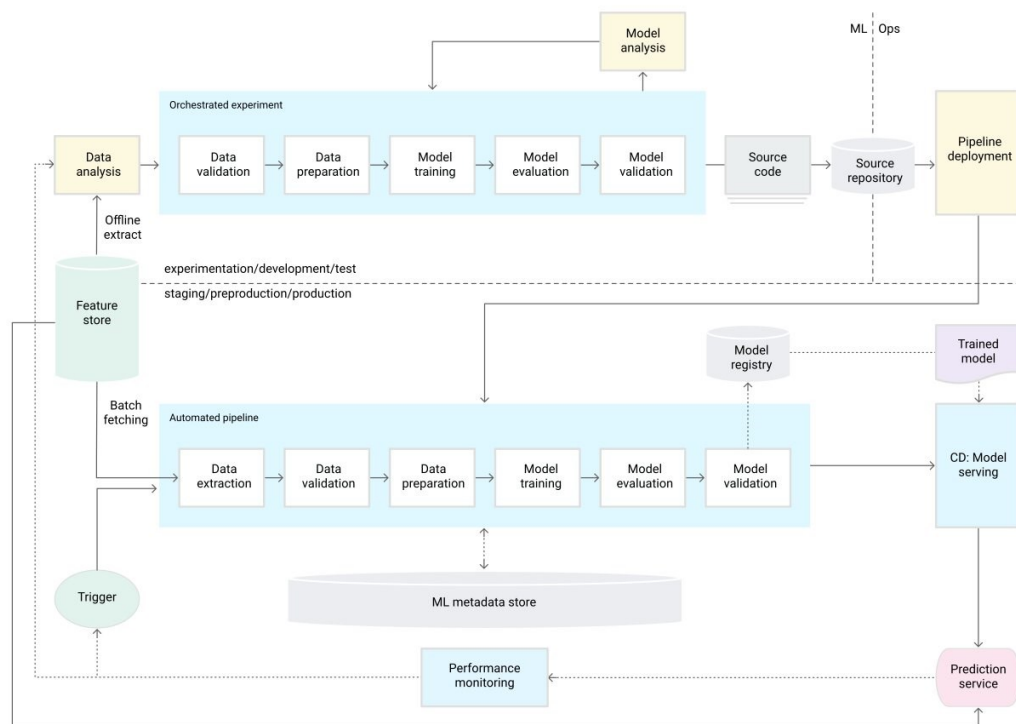 Model
analysis
ML
Ops
Orchestrated experiment
Data
analysis
Data
validation
Data
preparation
Model
training
Model
evaluation
Model
validation
Source
code
Source
repository
Pipeline
deployment
Offline
extract
experimentation/development/test
staging/preproduction/production
Feature
store
Model
registry
Trained
model
Batch
fetching
Automated pipeline
Data
extraction
Data
validation
Data
preparation
Model
training
Model
evaluation
Model
validation
CD: Model
serving
Trigger
ML metadata store
Performance
monitoring
Prediction
service